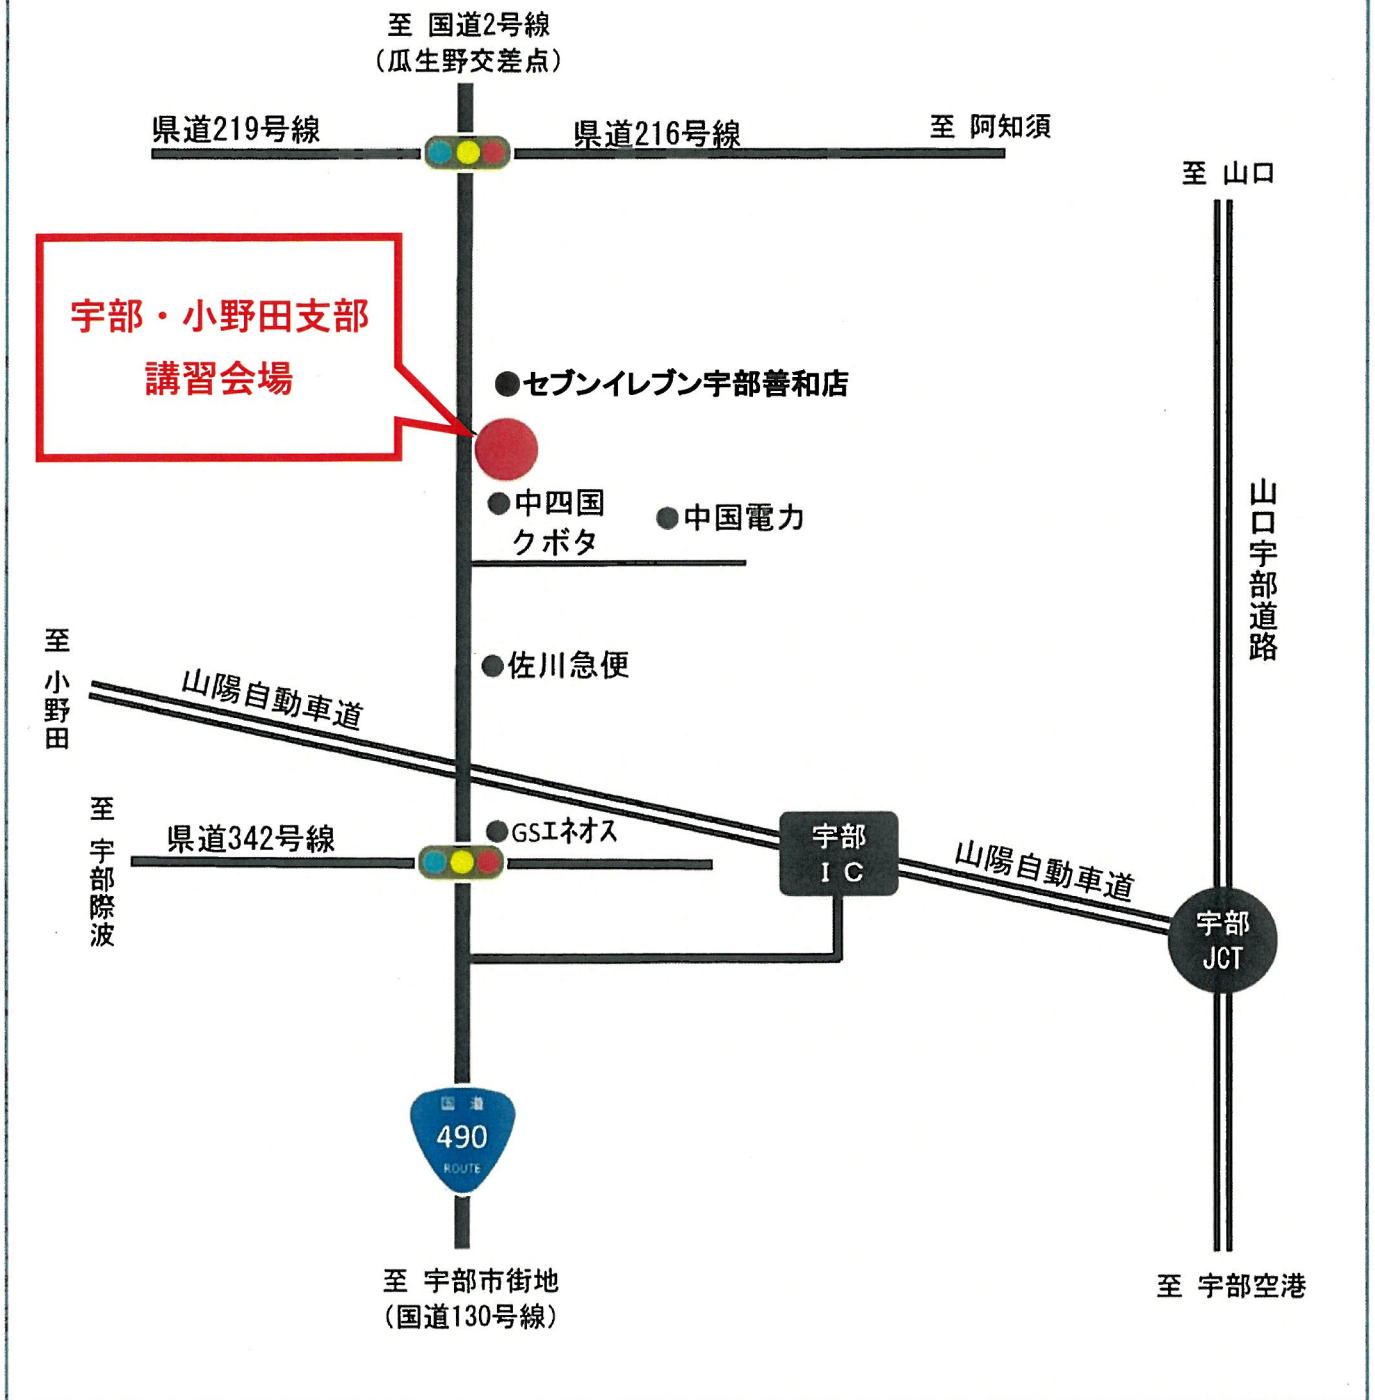 至 国道2号線
（瓜生野交差点）
県道219号線
県道216号線
至 阿知須
至 山口
宇部・小野田支部
講習会場
セブンイレブン宇部善和店
中四国
クボタ
中国電力
山口宇部道路
至 小野田
山陽自動車道
佐川急便
至 宇部際波
県道342号線
GSエネオス
宇部
ＩＣ
山陽自動車道
宇部
JCT
国道
490
ROUTE
至 宇部市街地
（国道130号線）
至 宇部空港